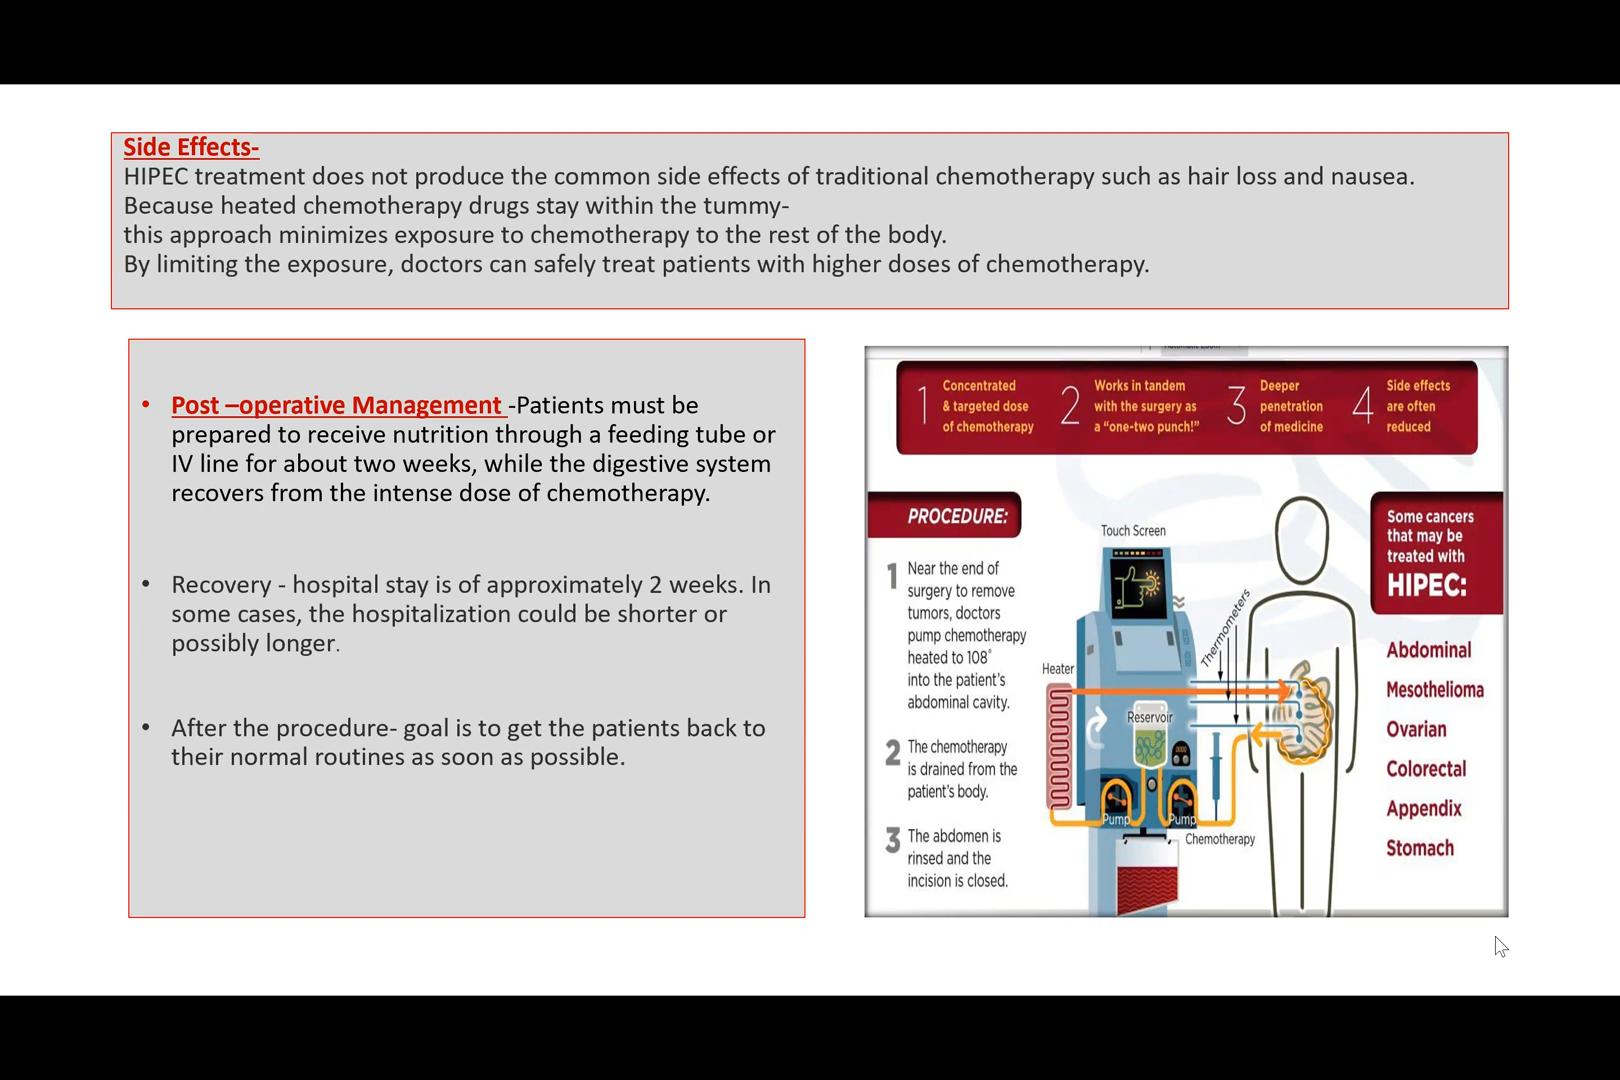 Side Effects-
HIPEC treatment does not produce the common side effects of traditional chemotherapy such as hair loss and nausea.
Because heated chemotherapy drugs stay within the tummy-
this approach minimizes exposure to chemotherapy to the rest of the body.
By limiting the exposure, doctors can safely treat patients with higher doses of chemotherapy.
• Post –operative Management -Patients must be
prepared to receive nutrition through a feeding tube or
IV line for about two weeks, while the digestive system
recovers from the intense dose of chemotherapy.
• Recovery - hospital stay is of approximately 2 weeks. In
some cases, the hospitalization could be shorter or
possibly longer.
• After the procedure- goal is to get the patients back to
their normal routines as soon as possible.
1 Concentrated
& targeted dose
of chemotherapy
2 Works in tandem
with the surgery as
a “one-two punch!”
3 Deeper
penetration
of medicine
4 Side effects
are often
reduced
PROCEDURE:
1 Near the end of
surgery to remove
tumors, doctors
pump chemotherapy
heated to 108°
into the patient's
abdominal cavity.
2 The chemotherapy
is drained from the
patient's body.
3 The abdomen is
rinsed and the
incision is closed.
Touch Screen
Thermometers
Heater
Reservoir
Pump
Pump
Chemotherapy
Some cancers
that may be
treated with
HIPEC:
Abdominal
Mesothelioma
Ovarian
Colorectal
Appendix
Stomach